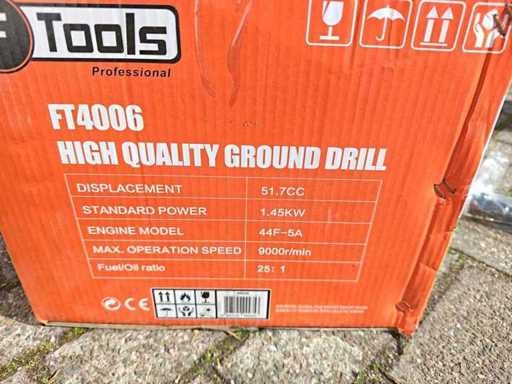 F Tools
Professional
FT4006
HIGH QUALITY GROUND DRILL
DISPLACEMENT 51.7CC
STANDARD POWER 1.45KW
ENGINE MODEL 44F-5A
MAX. OPERATION SPEED 9000r/min
Fuel/Oil ratio 25: 1
CE